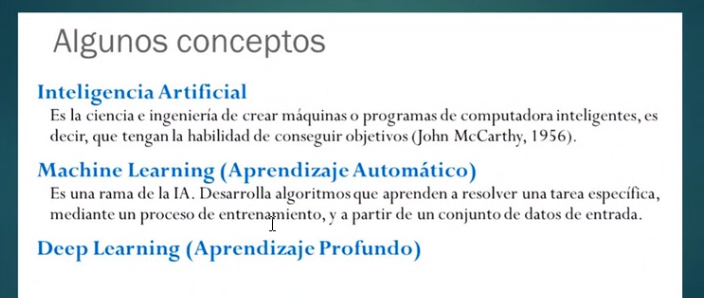 Algunos conceptos
Inteligencia Artificial
Es la ciencia e ingeniería de crear máquinas o programas de computadora inteligentes, es
decir, que tengan la habilidad de conseguir objetivos (John McCarthy, 1956).
Machine Learning (Aprendizaje Automático)
Es una rama de la IA. Desarrolla algoritmos que aprenden a resolver una tarea específica,
mediante un proceso de entrenamiento, y a partir de un conjunto de datos de entrada.
Deep Learning (Aprendizaje Profundo)